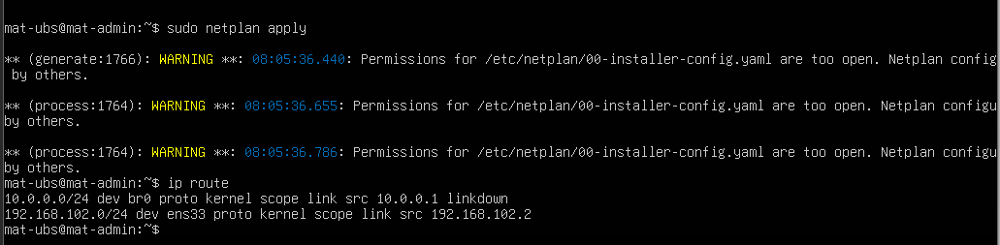 mat-ubs@mat-admin:~$ sudo netplan apply
** (generate:1766): WARNING **: 08:05:36.440: Permissions for /etc/netplan/00-installer-config.yaml are too open. Netplan config
by others.
** (process:1764): WARNING **: 08:05:36.655: Permissions for /etc/netplan/00-installer-config.yaml are too open. Netplan configu
by others.
** (process:1764): WARNING **: 08:05:36.786: Permissions for /etc/netplan/00-installer-config.yaml are too open. Netplan configu
by others.
mat-ubs@mat-admin:~$ ip route
10.0.0.0/24 dev br0 proto kernel scope link src 10.0.0.1 linkdown
192.168.102.0/24 dev ens33 proto kernel scope link src 192.168.102.2
mat-ubs@mat-admin:~$